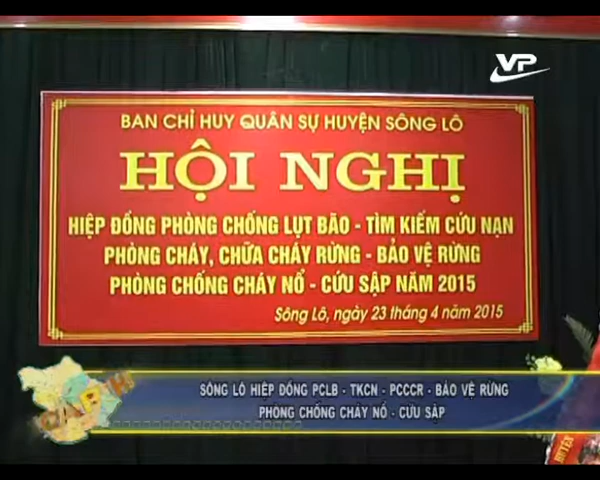 VP
BAN CHỈ HUY QUÂN SỰ HUYỆN SÔNG LÔ
HỘI NGHỊ
HIỆP ĐỒNG PHÒNG CHỐNG LỤT BÃO - TÌM KIẾM CỨU NẠN
PHÒNG CHÁY, CHỮA CHÁY RỪNG - BẢO VỆ RỪNG
PHÒNG CHỐNG CHÁY NỔ - CỨU SẬP NĂM 2015
Sông Lô, ngày 23 tháng 4 năm 2015
SÔNG LÔ HIỆP ĐỒNG PCLB - TKCN - PCCCR - BẢO VỆ RỪNG
PHÒNG CHỐNG CHÁY NỔ - CỨU SẬP